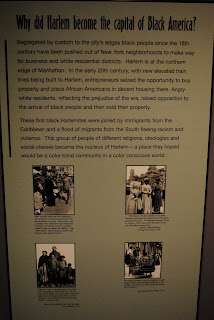 Why did Harlem become the capital of Black America?
Segregated by custom to the city's edges black people since the 18th
century have been pushed out of New York neighborhoods to make way
for business and white residential districts. Harlem is at the northern
edge of Manhattan. In the early 20th century, with new elevated train
lines being built to Harlem, entrepreneurs seized the opportunity to buy
property and place African Americans in decent housing there. Angry
white residents, reflecting the prejudice of the era, raised opposition to
the arrival of black people and then sold their property.
These first black Harlemites were joined by immigrants from the
Caribbean and a flood of migrants from the South fleeing racism and
violence. This group of people of different religions, ideologies and
social classes became the nucleus of Harlem—a place they hoped
would be a color-blind community in a color conscious world.